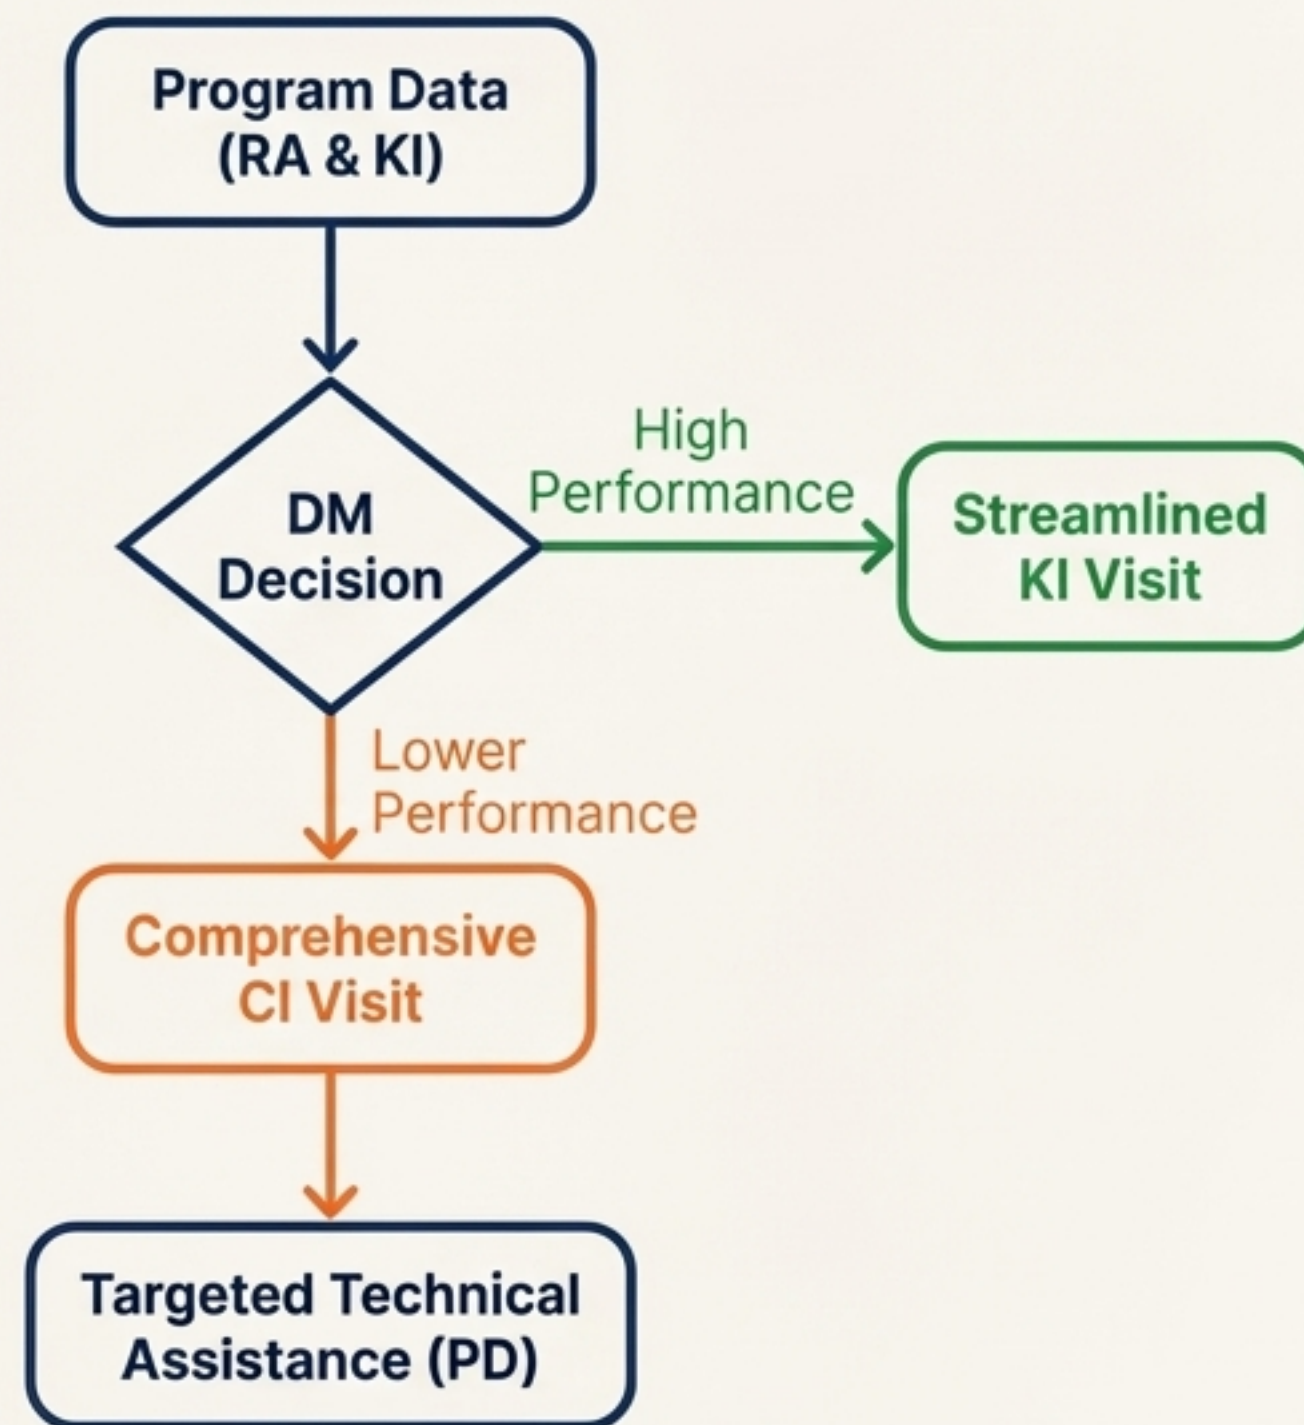 Program Data
(RA & KI)
High
Performance
DM
Decision
Streamlined
KI Visit
Lower
Performance
Comprehensive
CI Visit
Targeted Technical
Assistance (PD)